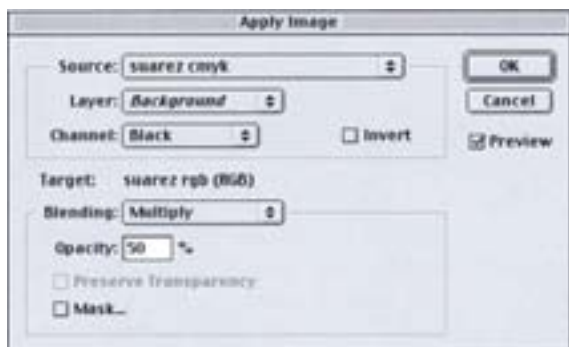 Apply Image
Source: suarez cmyk
OK
Layer: Background
Cancel
Channel: Black
Invert
Preview
Target: suarez rgb (RGB)
Blending: Multiply
Opacity: 50 %
Preserve Transparency
Mask...